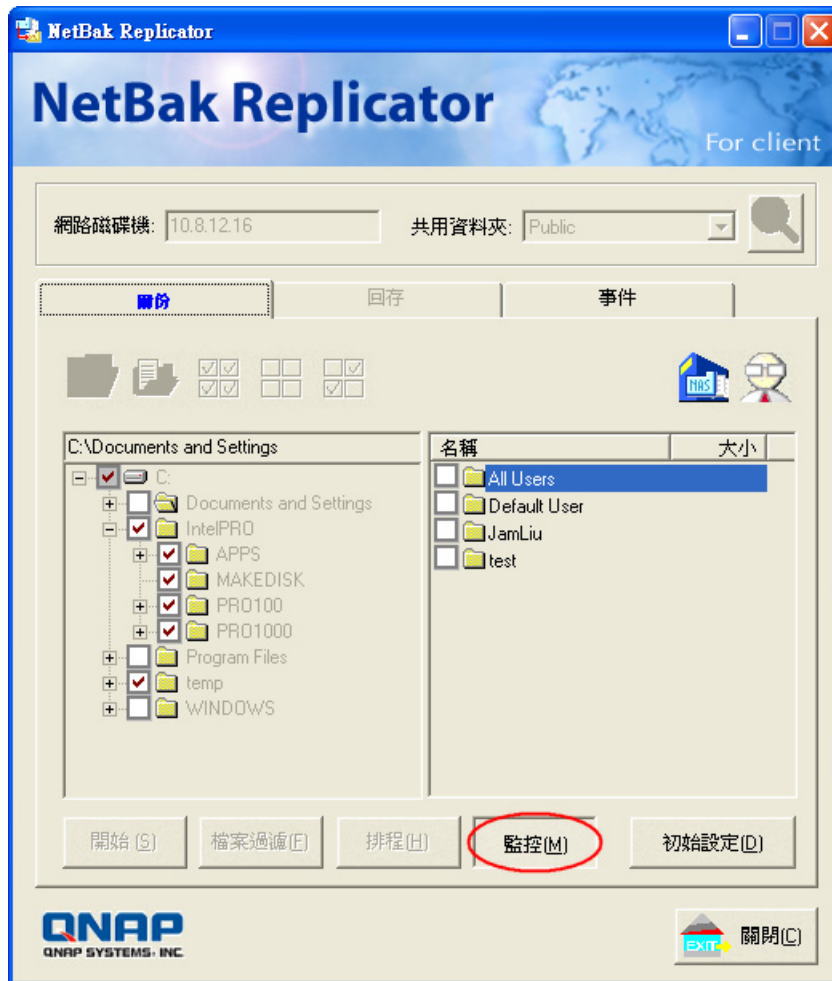 NetBak Replicator
NetBak Replicator
For client
網路磁碟機: 10.8.12.16 共用資料夾: Public
備份 回存 事件
NAS
C:\Documents and Settings 名稱 大小
C:
Documents and Settings
IntelPRO
APPS
MAKEDISK
PRO100
PRO1000
Program Files
temp
WINDOWS
All Users
Default User
JamLiu
test
開始 (S) 檔案過濾(F) 排程(H) 監控(M) 初始設定(D)
QNAP
QNAP SYSTEMS, INC
EXIT 關閉(C)